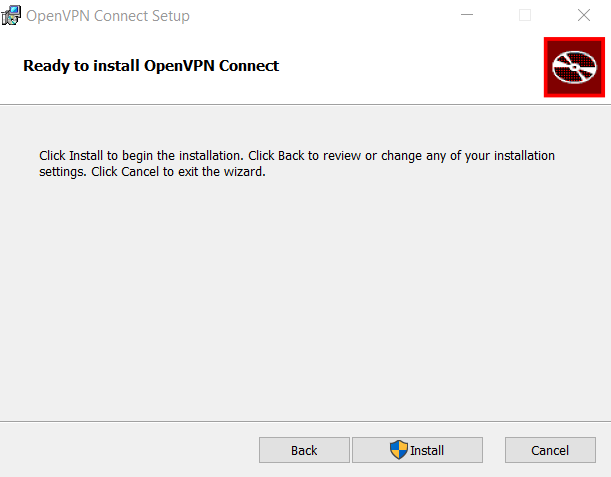 OpenVPN Connect Setup
Ready to install OpenVPN Connect
Click Install to begin the installation. Click Back to review or change any of your installation
settings. Click Cancel to exit the wizard.
Back
Install
Cancel